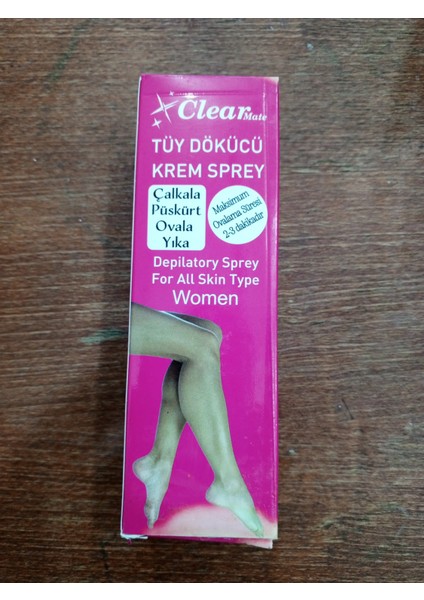 Clear
Mate
TÜY DÖKÜCÜ
KREM SPREY
Çalkala
Püskürt
Ovala
Yıka
Maksimum
Ovalama Süresi
2-3 dakikadır
Depilatory Sprey
For All Skin Type
Women